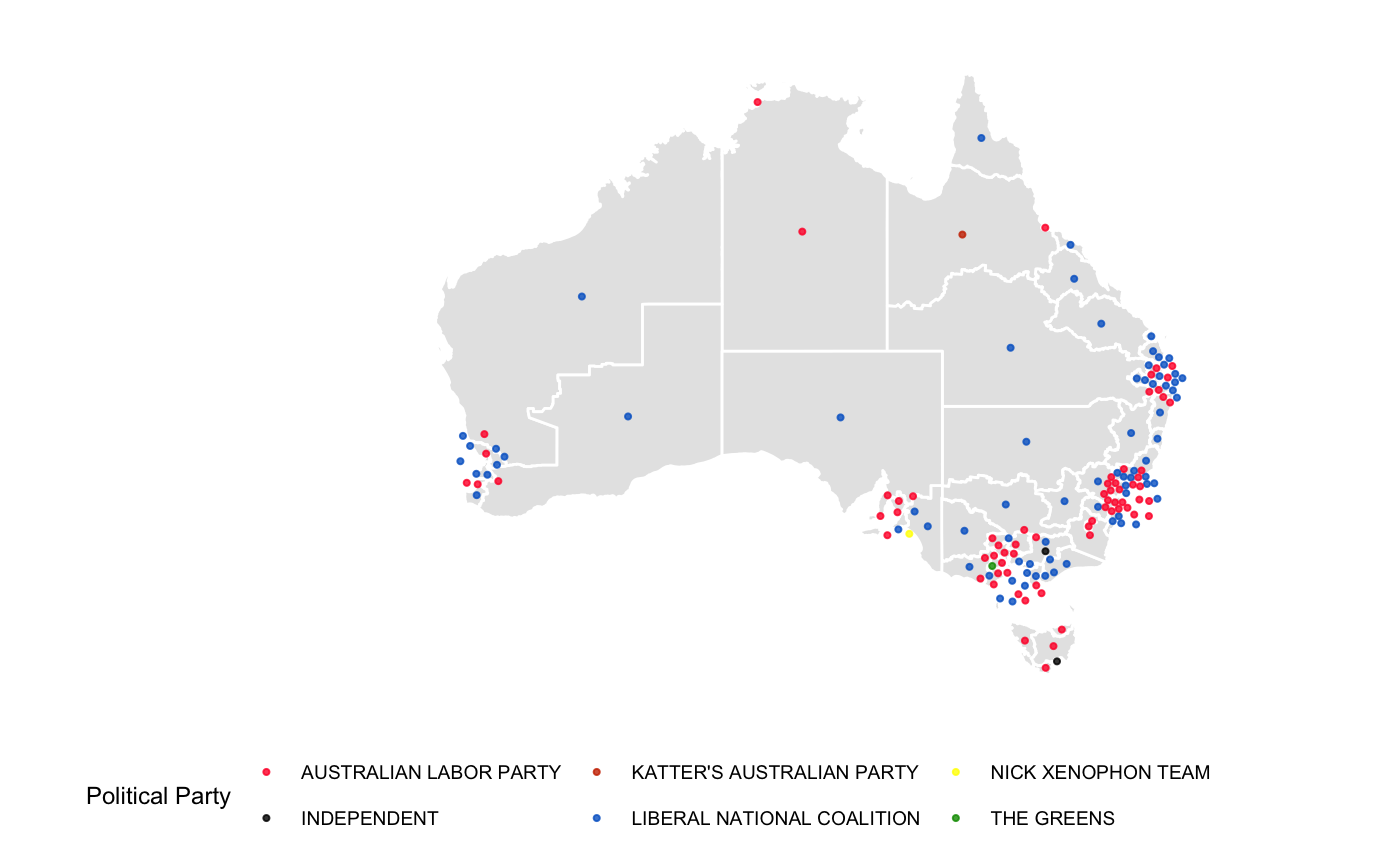 Political Party
AUSTRALIAN LABOR PARTY
KATTER'S AUSTRALIAN PARTY
NICK XENOPHON TEAM
INDEPENDENT
LIBERAL NATIONAL COALITION
THE GREENS